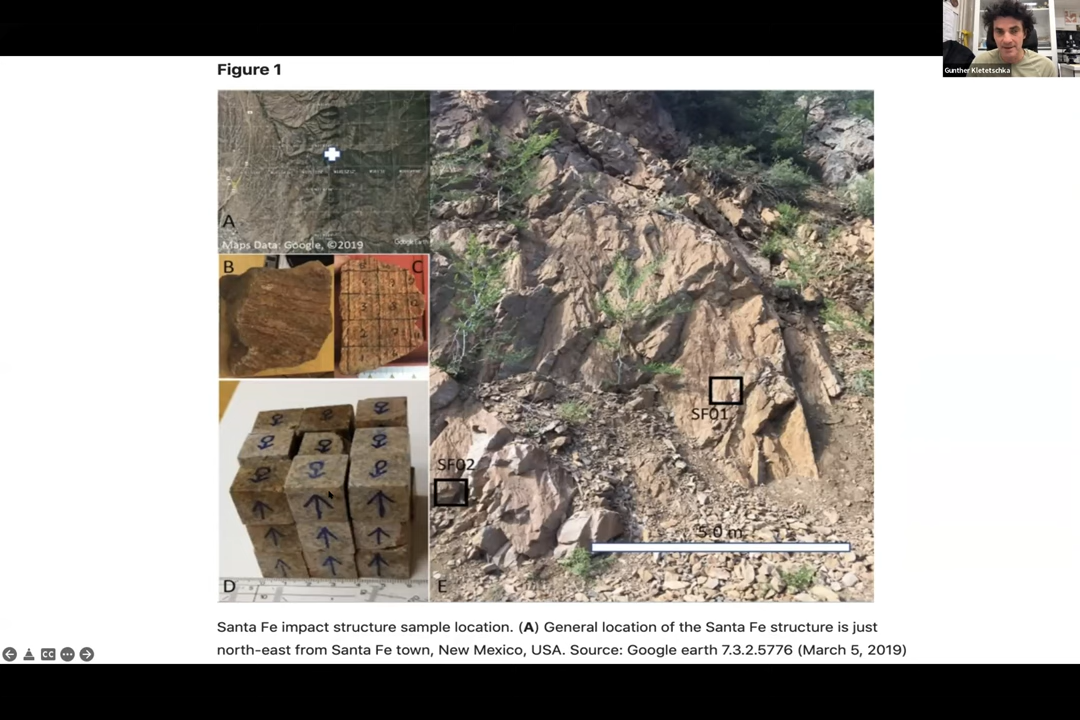 Figure 1
Gunther Kletetschka
A
Maps Data: Google, ©2019
B
C
D
E
SF01
SF02
5.0 m
Santa Fe impact structure sample location. (A) General location of the Santa Fe structure is just
north-east from Santa Fe town, New Mexico, USA. Source: Google earth 7.3.2.5776 (March 5, 2019)
CC